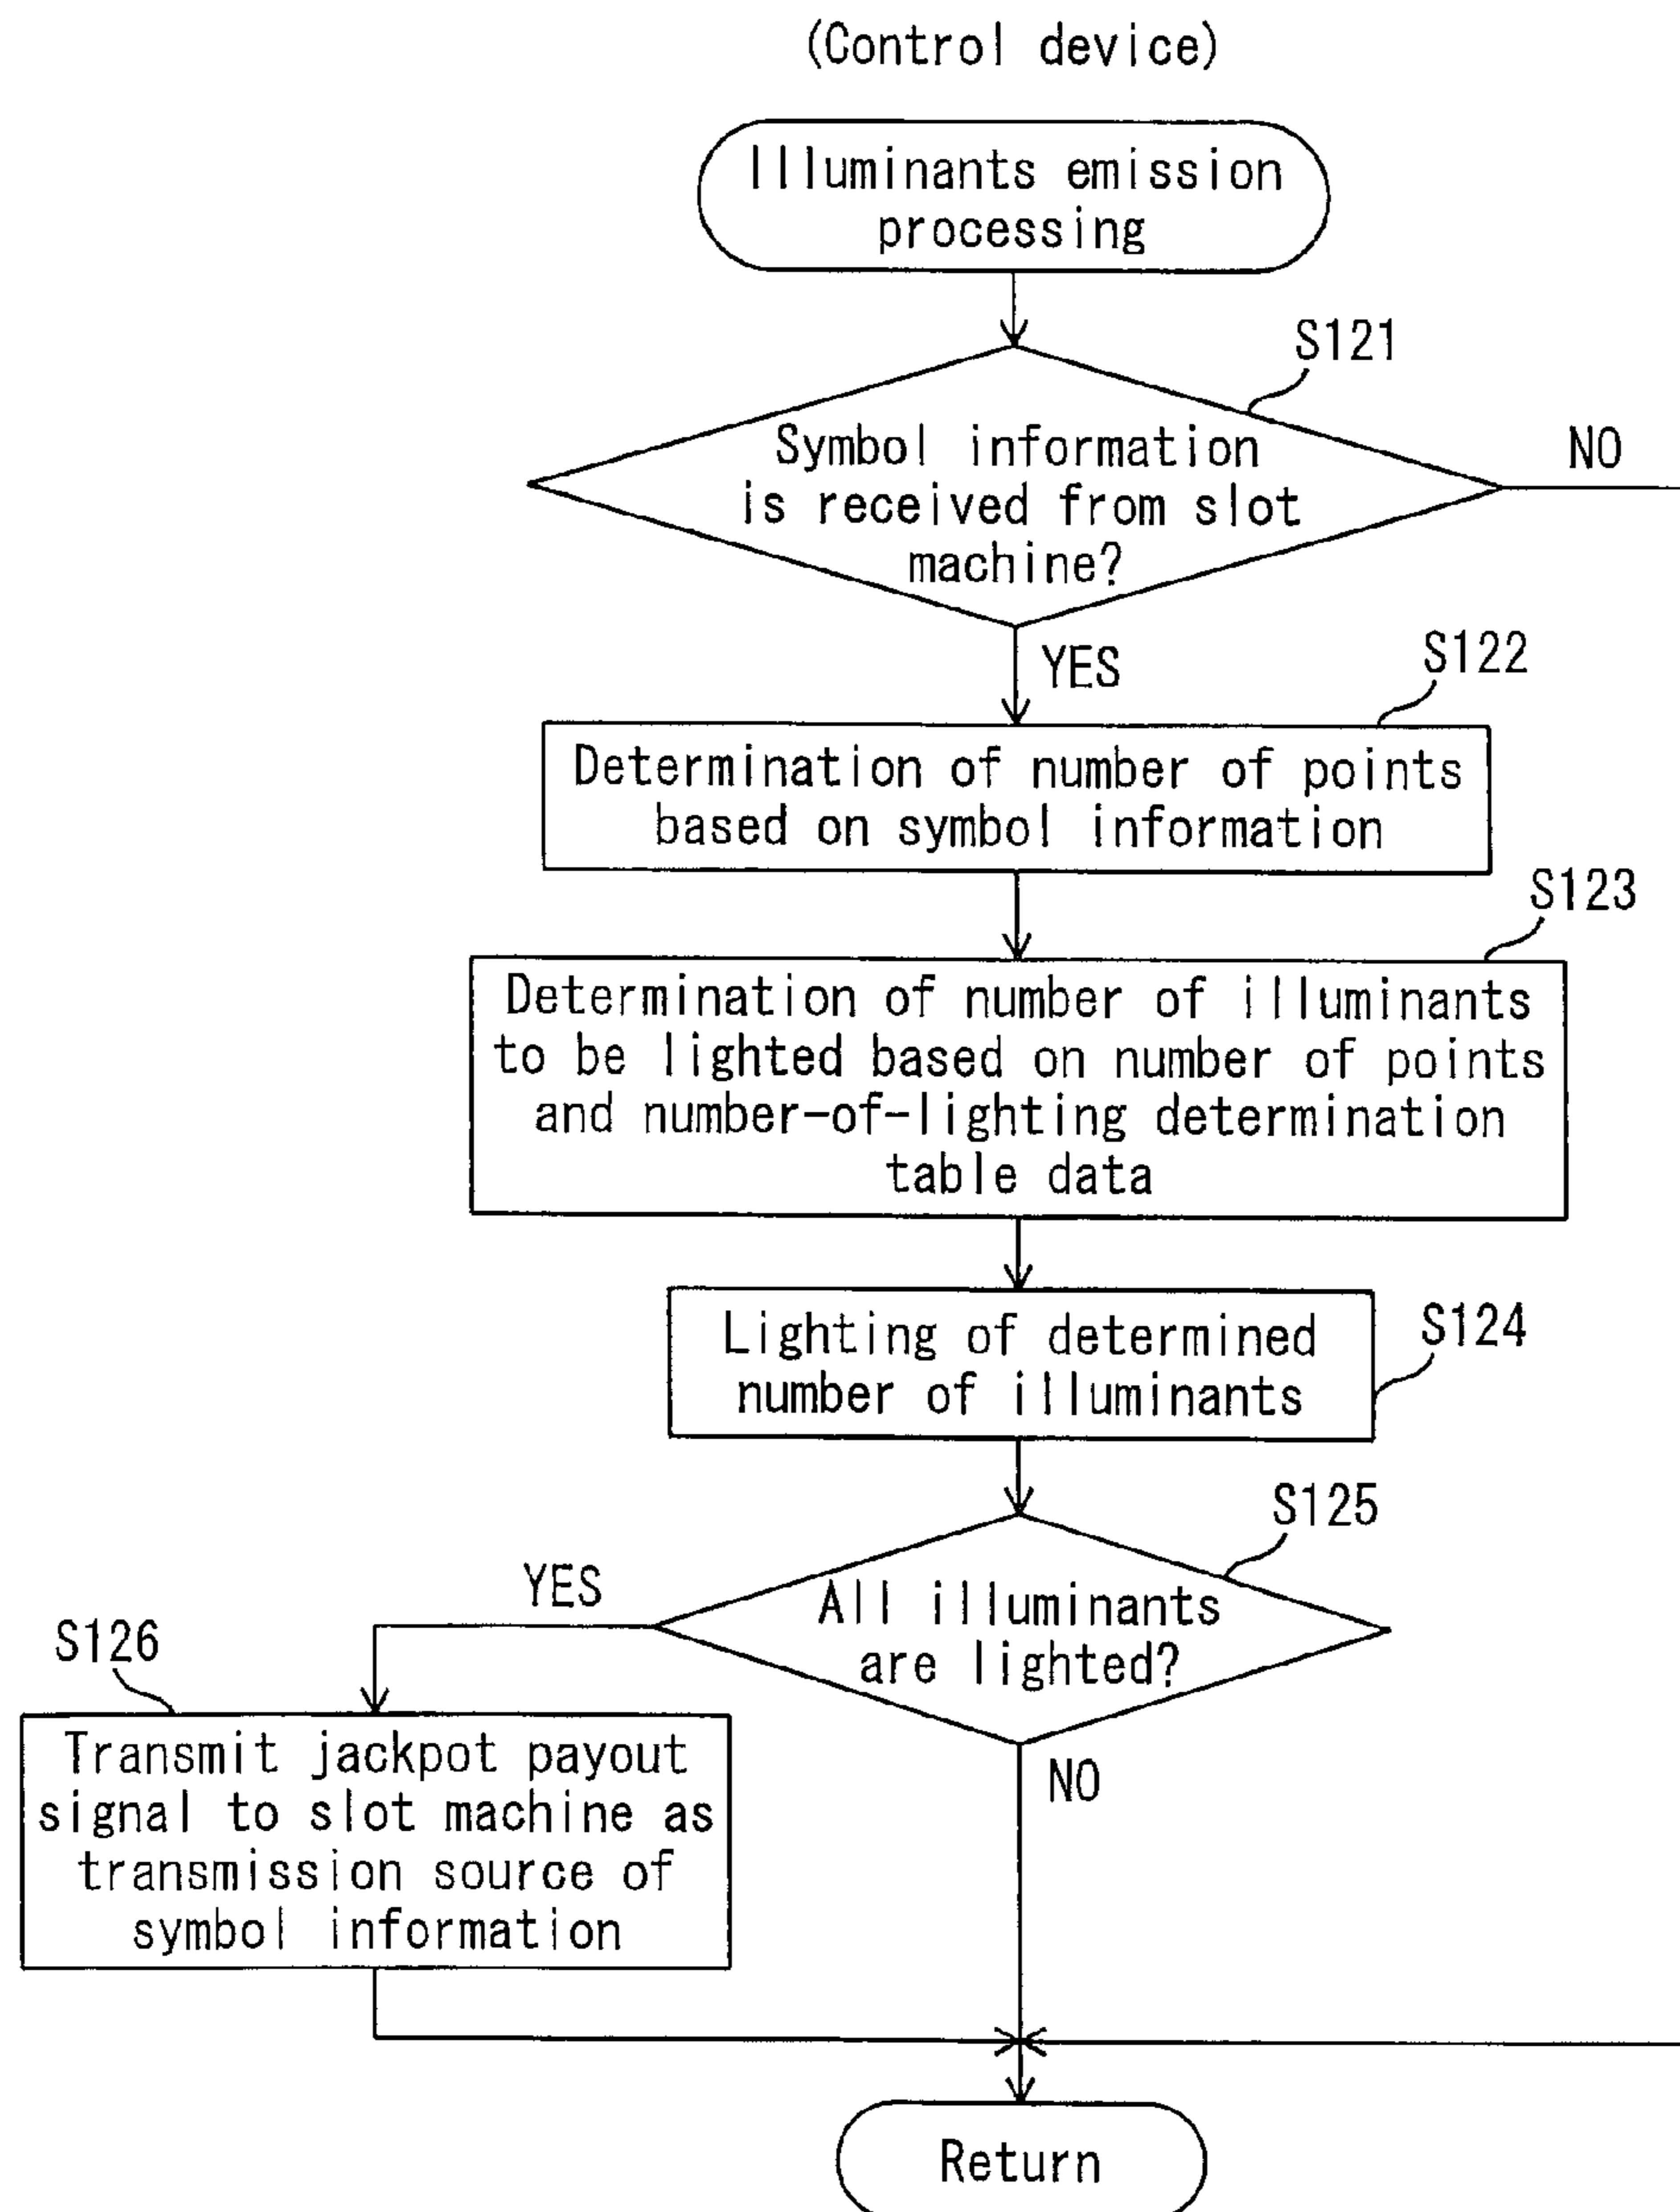 (Control device)
Illuminants emission
processing
S121
Symbol information
is received from slot
machine?
NO
YES
S122
Determination of number of points
based on symbol information
S123
Determination of number of illuminants
to be lighted based on number of points
and number-of-lighting determination
table data
S124
Lighting of determined
number of illuminants
S125
YES
All illuminants
are lighted?
S126
Transmit jackpot payout
signal to slot machine as
transmission source of
symbol information
NO
Return